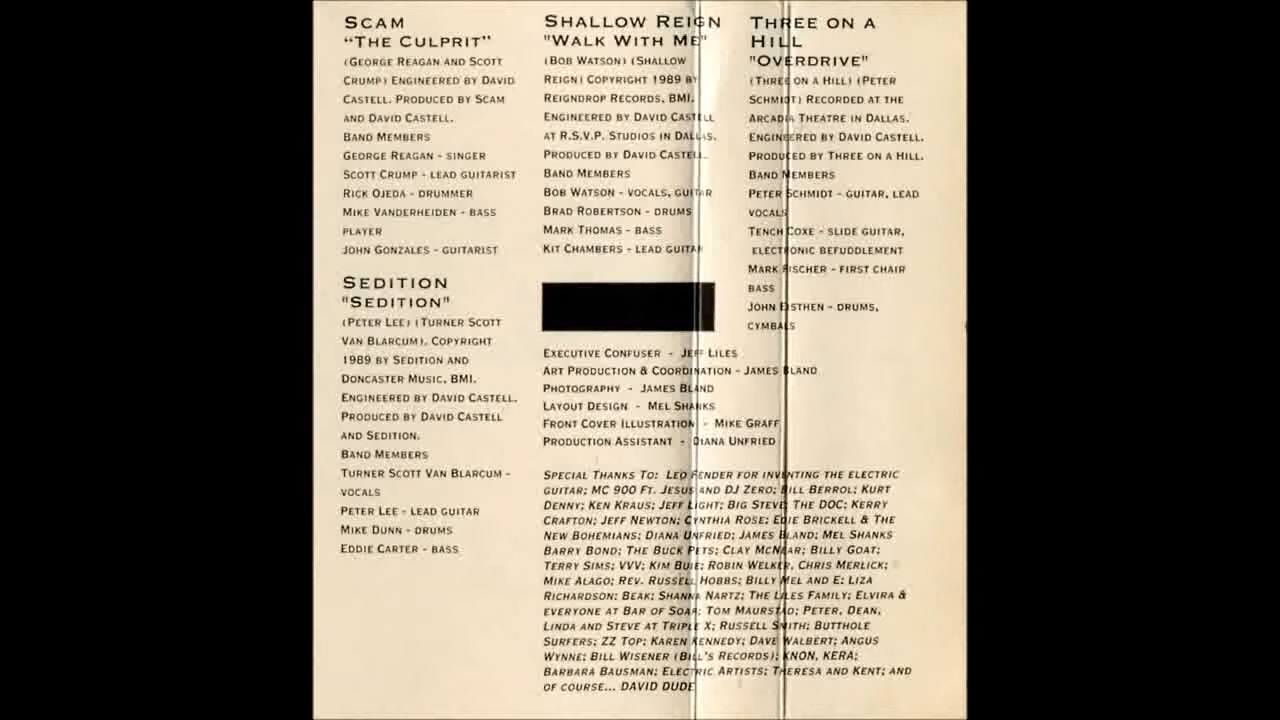 SCAM
"THE CULPRIT"
(GEORGE REAGAN AND SCOTT
CRUMP) ENGINEERED BY DAVID
CASTELL. PRODUCED BY SCAM
AND DAVID CASTELL.
BAND MEMBERS
GEORGE REAGAN - SINGER
SCOTT CRUMP - LEAD GUITARIST
RICK OJEDA - DRUMMER
MIKE VANDERHEIDEN - BASS
PLAYER
JOHN GONZALES - GUITARIST
SEDITION
"SEDITION"
(PETER LEE) (TURNER SCOTT
VAN BLARCUM). COPYRIGHT
1989 BY SEDITION AND
DONCASTER MUSIC, BMI.
ENGINEERED BY DAVID CASTELL.
PRODUCED BY DAVID CASTELL
AND SEDITION.
BAND MEMBERS
TURNER SCOTT VAN BLARCUM -
VOCALS
PETER LEE - LEAD GUITAR
MIKE DUNN - DRUMS
EDDIE CARTER - BASS
SHALLOW REIGN
"WALK WITH ME"
(BOB WATSON) (SHALLOW
REIGN) COPYRIGHT 1989 BY
REIGNDROP RECORDS, BMI.
ENGINEERED BY DAVID CASTELL
AT R.S.V.P. STUDIOS IN DALLAS.
PRODUCED BY DAVID CASTELL.
BAND MEMBERS
BOB WATSON - VOCALS, GUITAR
BRAD ROBERTSON - DRUMS
MARK THOMAS - BASS
KIT CHAMBERS - LEAD GUITAR
THREE ON A
HILL
"OVERDRIVE"
(THREE ON A HILL) (PETER
SCHMIDT) RECORDED AT THE
ARCADIA THEATRE IN DALLAS.
ENGINEERED BY DAVID CASTELL.
PRODUCED BY THREE ON A HILL.
BAND MEMBERS
PETER SCHMIDT - GUITAR, LEAD
VOCALS
TENCH COXE - SLIDE GUITAR,
ELECTRONIC BEFUDDLEMENT
MARK FISCHER - FIRST CHAIR
BASS
JOHN EISTHEN - DRUMS,
CYMBALS
EXECUTIVE CONFUSER - JEFF LILES
ART PRODUCTION & COORDINATION - JAMES BLAND
PHOTOGRAPHY - JAMES BLAND
LAYOUT DESIGN - MEL SHANKS
FRONT COVER ILLUSTRATION - MIKE GRAFF
PRODUCTION ASSISTANT - DIANA UNFRIED
SPECIAL THANKS TO: LEO FENDER FOR INVENTING THE ELECTRIC
GUITAR; MC 900 FT. JESUS AND DJ ZERO; BILL BERROL; KURT
DENNY; KEN KRAUS; JEFF LIGHT; BIG STEVE; THE DOC; KERRY
CRAFTON; JEFF NEWTON; CYNTHIA ROSE; EDIE BRICKELL & THE
NEW BOHEMIANS; DIANA UNFRIED; JAMES BLAND; MEL SHANKS
BARRY BOND; THE BUCK PETS; CLAY MCNEAR; BILLY GOAT;
TERRY SIMS; VVV; KIM BUIE; ROBIN WELKER, CHRIS MERLICK;
MIKE ALAGO; REV. RUSSELL HOBBS; BILLY MEL AND E; LIZA
RICHARDSON; BEAK; SHANNA NARTZ; THE LILES FAMILY; ELVIRA &
EVERYONE AT BAR OF SOAP; TOM MAURSTAD; PETER, DEAN,
LINDA AND STEVE AT TRIPLE X; RUSSELL SMITH; BUTTHOLE
SURFERS; ZZ TOP; KAREN KENNEDY; DAVE WALBERT; ANGUS
WYNNE; BILL WISENER (BILL'S RECORDS); KNON, KERA;
BARBARA BAUSMAN; ELECTRIC ARTISTS; THERESA AND KENT; AND
OF COURSE... DAVID DUDE